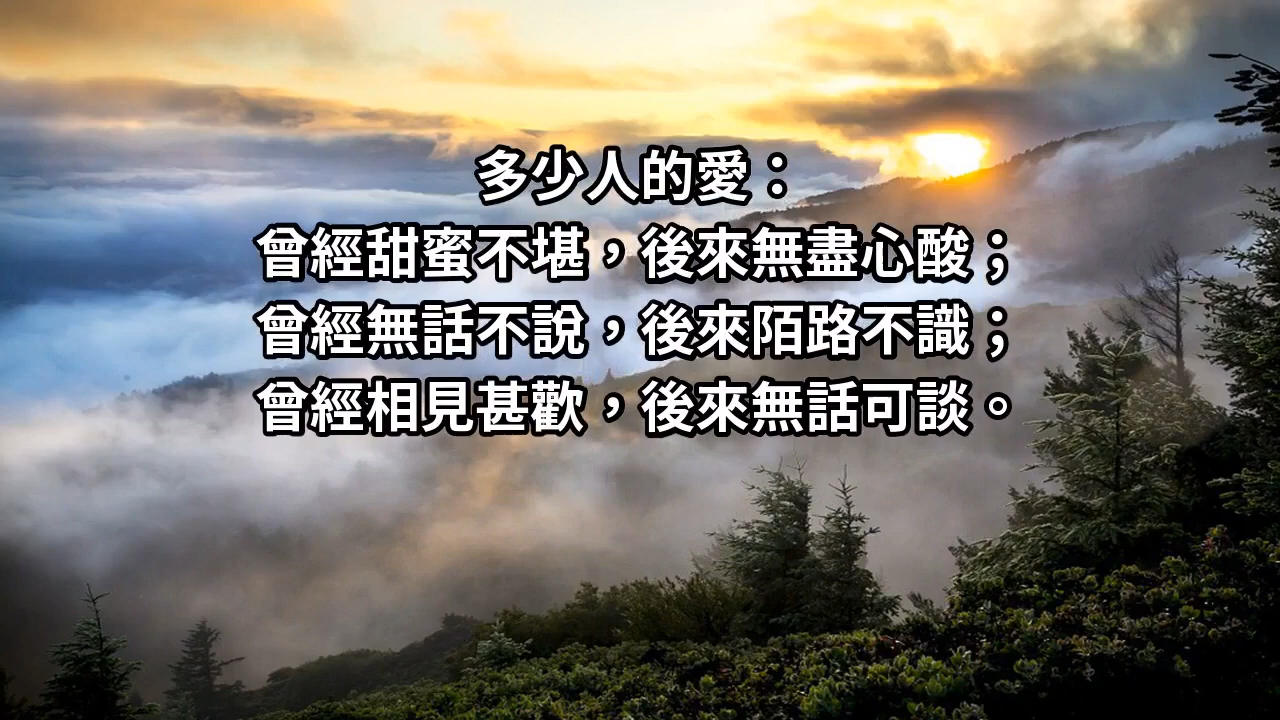 多少人的愛：
曾經甜蜜不堪，後來無盡心酸；
曾經無話不說，後來陌路不識；
曾經相見甚歡，後來無話可談。